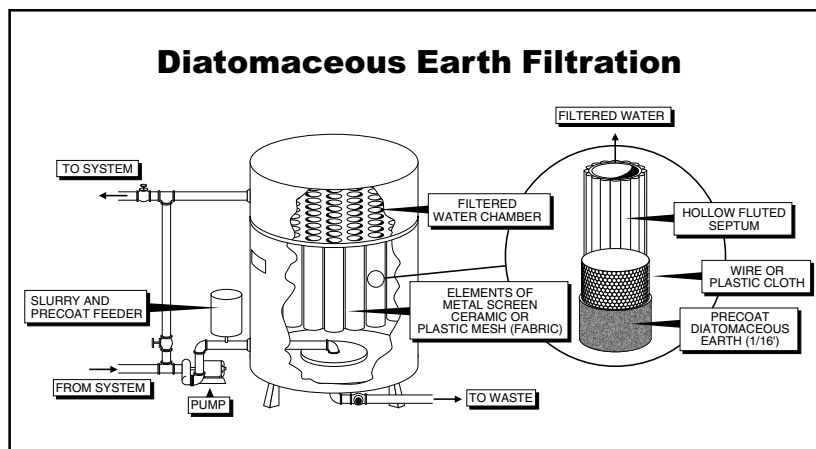 Diatomaceous Earth Filtration
FILTERED WATER
TO SYSTEM
FILTERED
WATER CHAMBER
HOLLOW FLUTED
SEPTUM
WIRE OR
PLASTIC CLOTH
SLURRY AND
PRECOAT FEEDER
ELEMENTS OF
METAL SCREEN
CERAMIC OR
PLASTIC MESH (FABRIC)
PRECOAT
DIATOMACEOUS
EARTH (1/16')
FROM SYSTEM
PUMP
TO WASTE